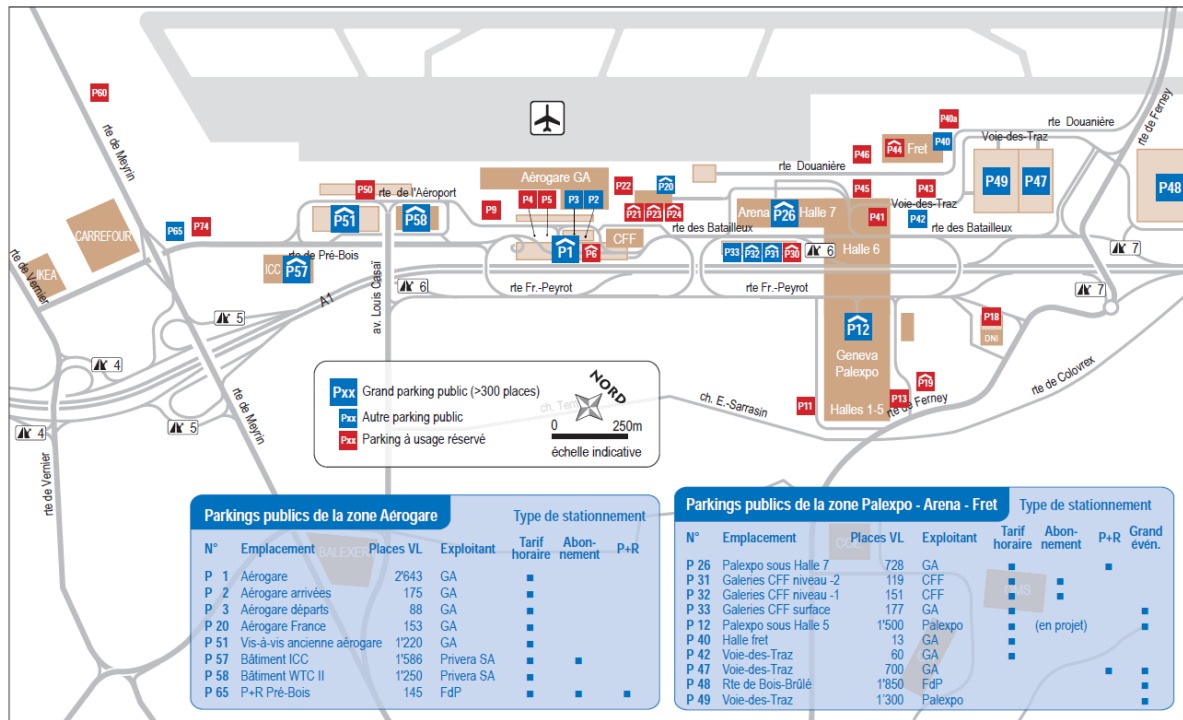 P60
rte de Meyrin
rte Douanière
P40a
rte de Ferney
P46
P44
Fret
P40
Voie-des-Traz
P49
P47
P48
rte Douanière
Aérogare GA
P22
P20
P45
P43
P50
rte de l'Aéroport
P4
P5
P3
P2
P9
P21
P23
P24
Arena
P26
Halle 7
P41
Voie-des-Traz
P42
P51
P58
P65
P74
CARREFOUR
rte des Batailleux
rte des Batailleux
CFF
P1
P6
P33
P32
P31
P30
6
Halle 6
7
rte de Pré-Bois
ICC
P57
IKEA
rte de Vernier
A1
av. Louis Casaï
6
rte Fr.-Peyrot
rte Fr.-Peyrot
7
5
P12
P18
DNI
4
Geneva
Palexpo
rte de Meyrin
P19
P11
P13
Halles 1-5
rte de Ferney
rte de Colovrex
ch. E.-Sarrasin
4
5
rte de Vernier
Pxx Grand parking public (>300 places)
Pxx Autre parking public
Pxx Parking à usage réservé
NORD
0 250m
échelle indicative
Parkings publics de la zone Aérogare
Type de stationnement
N° Emplacement Places VL Exploitant Tarif horaire Abon-nement P+R
P 1 Aérogare 2'643 GA ■
P 2 Aérogare arrivées 175 GA ■
P 3 Aérogare départs 88 GA ■
P 20 Aérogare France 153 GA ■
P 51 Vis-à-vis ancienne aérogare 1'220 GA ■
P 57 Bâtiment ICC 1'586 Privera SA ■ ■
P 58 Bâtiment WTC II 1'250 Privera SA ■
P 65 P+R Pré-Bois 145 FdP ■ ■ ■
Parkings publics de la zone Palexpo - Arena - Fret
Type de stationnement
N° Emplacement Places VL Exploitant Tarif horaire Abon-nement P+R Grand évén.
P 26 Palexpo sous Halle 7 728 GA ■ ■
P 31 Galeries CFF niveau -2 119 CFF ■ ■
P 32 Galeries CFF niveau -1 151 CFF ■ ■
P 33 Galeries CFF surface 177 GA ■ ■
P 12 Palexpo sous Halle 5 1'500 Palexpo ■ (en projet) ■
P 40 Halle fret 13 GA ■
P 42 Voie-des-Traz 60 GA ■
P 47 Voie-des-Traz 700 GA ■ ■
P 48 Rte de Bois-Brûlé 1'850 FdP ■
P 49 Voie-des-Traz 1'300 Palexpo ■